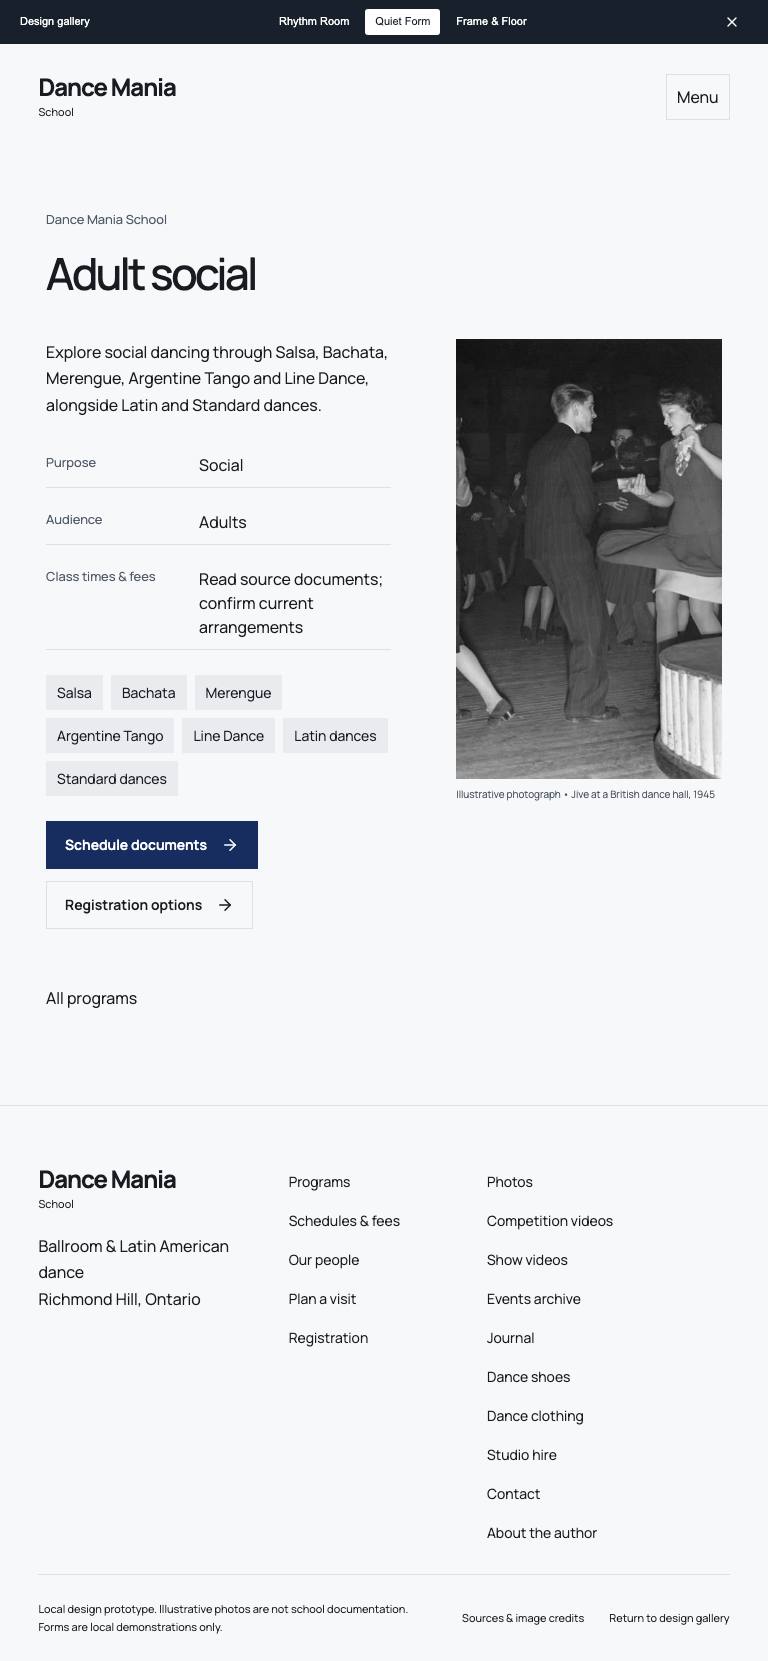 Design gallery
Rhythm Room
Quiet Form
Frame & Floor
Dance Mania
School
Menu
Dance Mania School
Adult social
Explore social dancing through Salsa, Bachata,
Merengue, Argentine Tango and Line Dance,
alongside Latin and Standard dances.
Purpose
Social
Audience
Adults
Class times & fees
Read source documents;
confirm current
arrangements
Salsa
Bachata
Merengue
Argentine Tango
Line Dance
Latin dances
Standard dances
Illustrative photograph • Jive at a British dance hall, 1945
Schedule documents
Registration options
All programs
Dance Mania
School
Ballroom & Latin American
dance
Richmond Hill, Ontario
Programs
Schedules & fees
Our people
Plan a visit
Registration
Photos
Competition videos
Show videos
Events archive
Journal
Dance shoes
Dance clothing
Studio hire
Contact
About the author
Local design prototype. Illustrative photos are not school documentation.
Forms are local demonstrations only.
Sources & image credits
Return to design gallery